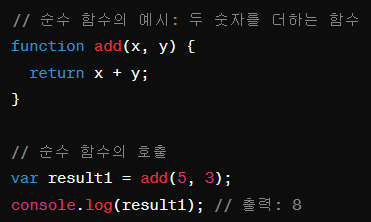 // 순수 함수의 예시: 두 숫자를 더하는 함수
function add(x, y) {
  return x + y;
}

// 순수 함수의 호출
var result1 = add(5, 3);
console.log(result1); // 출력: 8